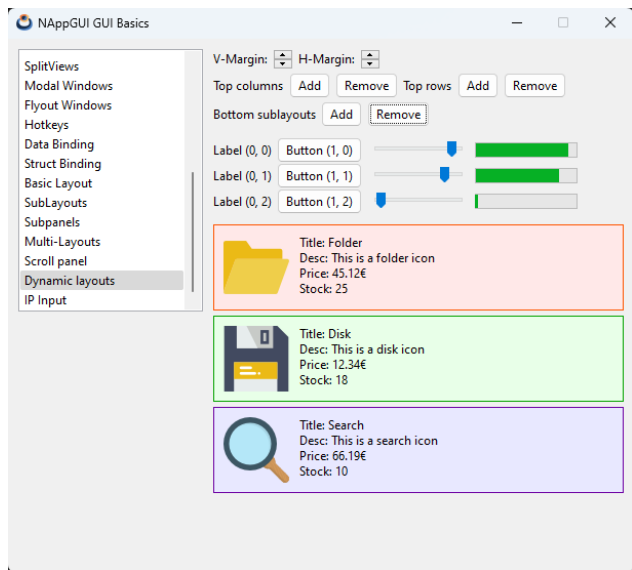 NAppGUI GUI Basics
SplitViews
Modal Windows
Flyout Windows
Hotkeys
Data Binding
Struct Binding
Basic Layout
SubLayouts
Subpanels
Multi-Layouts
Scroll panel
Dynamic layouts
IP Input
V-Margin: H-Margin:
Top columns Add Remove Top rows Add Remove
Bottom sublayouts Add Remove
Label (0, 0) Button (1, 0)
Label (0, 1) Button (1, 1)
Label (0, 2) Button (1, 2)
Title: Folder
Desc: This is a folder icon
Price: 45.12€
Stock: 25
Title: Disk
Desc: This is a disk icon
Price: 12.34€
Stock: 18
Title: Search
Desc: This is a search icon
Price: 66.19€
Stock: 10